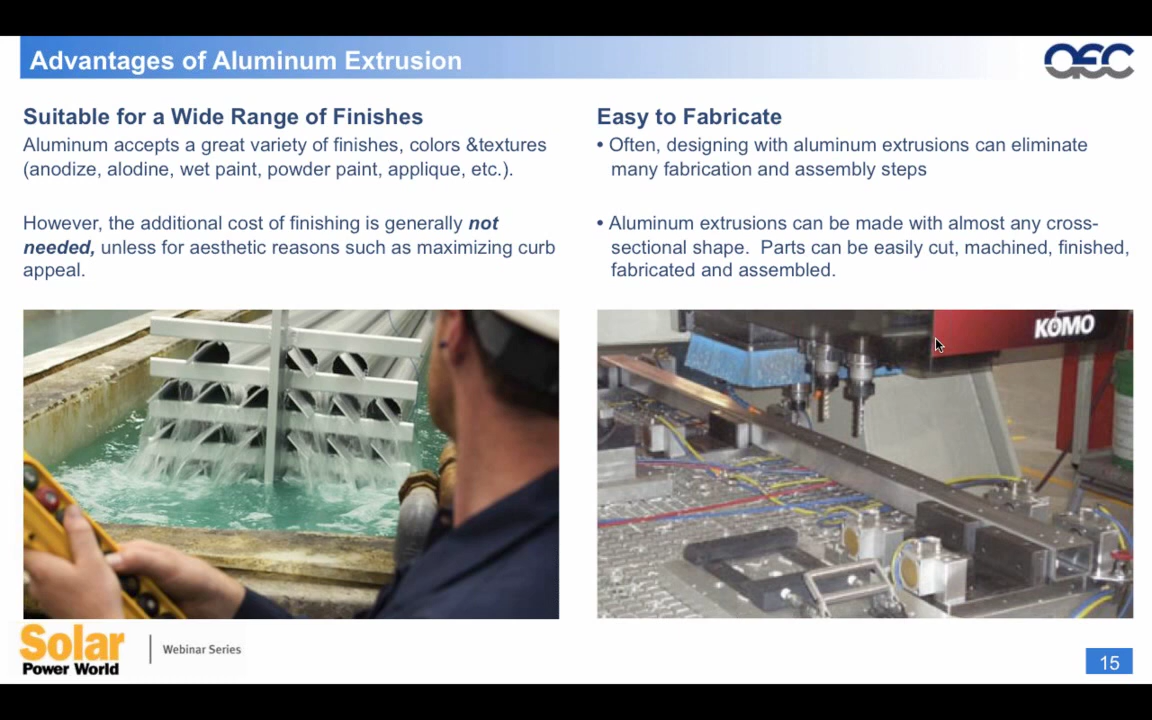 Advantages of Aluminum Extrusion
AEC
Suitable for a Wide Range of Finishes
Aluminum accepts a great variety of finishes, colors &textures
(anodize, alodine, wet paint, powder paint, applique, etc.).
However, the additional cost of finishing is generally not
needed, unless for aesthetic reasons such as maximizing curb
appeal.
Easy to Fabricate
• Often, designing with aluminum extrusions can eliminate
many fabrication and assembly steps
• Aluminum extrusions can be made with almost any cross-
sectional shape.  Parts can be easily cut, machined, finished,
fabricated and assembled.
KOMO
Solar
Power World
Webinar Series
15